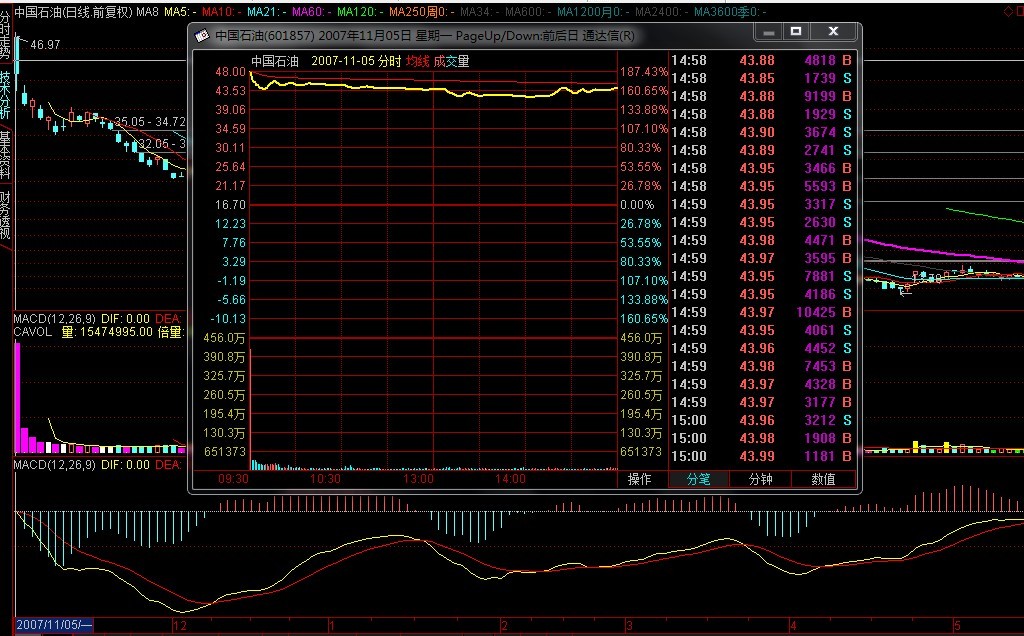 中国石油(日线.前复权) MA8 MA5:- MA10:- MA21:- MA60:- MA120:- MA250周0:- MA34:- MA600:- MA1200月0:- MA2400:- MA3600季0:-
分时走势
技术分析
基本资料
财务透视
46.97
25.05 - 34.72
32.05 - 3
MACD(12,26,9) DIF: 0.00 DEA:
CAVOL 量: 15474995.00 倍量:
MACD(12,26,9) DIF: 0.00 DEA:
2007/11/05/一
12
1
2
3
4
5
中国石油(601857) 2007年11月05日 星期一 PageUp/Down:前后日 通达信(R)
中国石油 2007-11-05 分时 均线 成交量
48.00 187.43%
43.53 160.65%
39.06 133.88%
34.59 107.10%
30.11 80.33%
25.64 53.55%
21.17 26.78%
16.70 0.00%
12.23 26.78%
7.76 53.55%
3.29 80.33%
-1.19 107.10%
-5.66 133.88%
-10.13 160.65%
456.0万 456.0万
390.8万 390.8万
325.7万 325.7万
260.5万 260.5万
195.4万 195.4万
130.3万 130.3万
651373 651373
09:30 10:30 13:00 14:00 操作
14:58 43.88 4818 B
14:58 43.85 1739 S
14:58 43.88 9199 B
14:58 43.88 1929 S
14:58 43.90 3674 S
14:58 43.89 2741 S
14:58 43.95 3466 B
14:58 43.95 5593 B
14:59 43.95 3317 S
14:59 43.95 2630 S
14:59 43.98 4471 B
14:59 43.97 3595 B
14:59 43.95 7881 S
14:59 43.95 4186 S
14:59 43.97 10425 B
14:59 43.95 4061 S
14:59 43.96 4452 S
14:59 43.98 7453 B
14:59 43.97 4328 B
14:59 43.97 3177 B
15:00 43.96 3212 S
15:00 43.98 1908 B
15:00 43.99 1181 B
分笔 分钟 数值